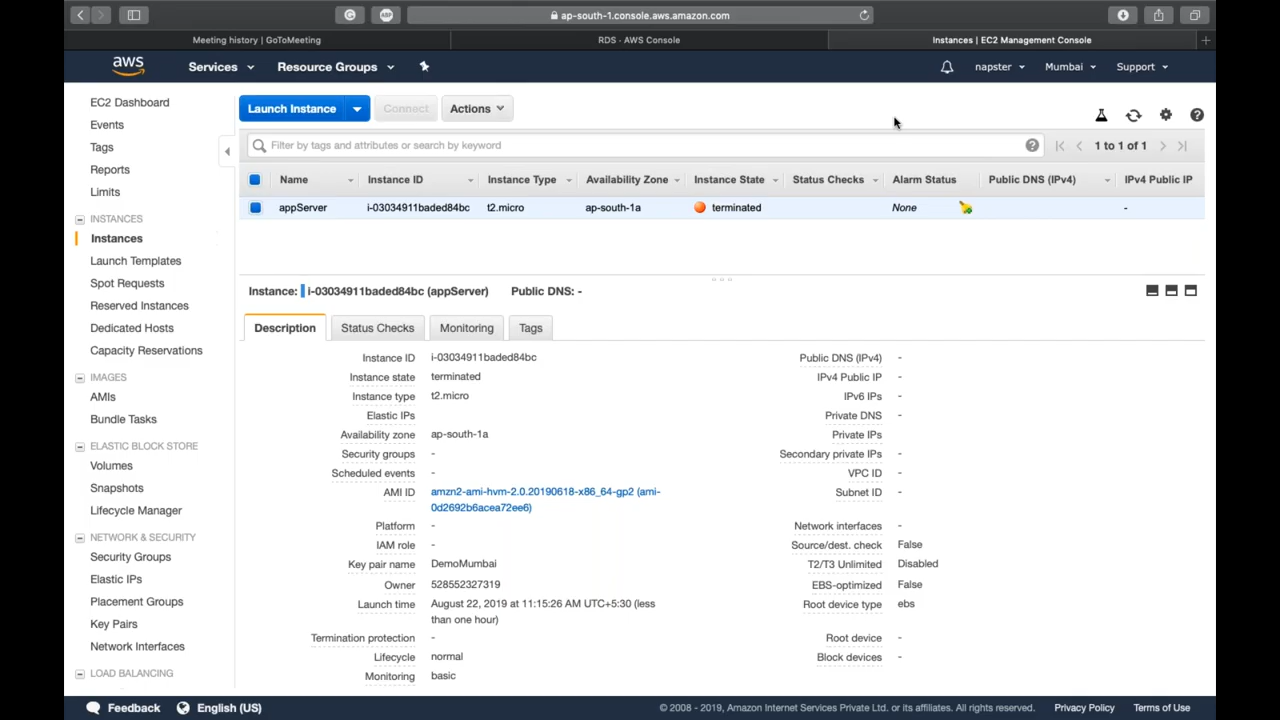 ap-south-1.console.aws.amazon.com
Meeting history | GoToMeeting
RDS - AWS Console
Instances | EC2 Management Console
aws
Services
Resource Groups
napster
Mumbai
Support
EC2 Dashboard
Events
Tags
Reports
Limits
INSTANCES
Instances
Launch Templates
Spot Requests
Reserved Instances
Dedicated Hosts
Capacity Reservations
IMAGES
AMIs
Bundle Tasks
ELASTIC BLOCK STORE
Volumes
Snapshots
Lifecycle Manager
NETWORK & SECURITY
Security Groups
Elastic IPs
Placement Groups
Key Pairs
Network Interfaces
LOAD BALANCING
Launch Instance
Connect
Actions
Filter by tags and attributes or search by keyword
1 to 1 of 1
Name Instance ID Instance Type Availability Zone Instance State Status Checks Alarm Status Public DNS (IPv4) IPv4 Public IP
appServer i-03034911baded84bc t2.micro ap-south-1a terminated None -
Instance: i-03034911baded84bc (appServer) Public DNS: -
Description Status Checks Monitoring Tags
Instance ID i-03034911baded84bc
Instance state terminated
Instance type t2.micro
Elastic IPs
Availability zone ap-south-1a
Security groups -
Scheduled events -
AMI ID amzn2-ami-hvm-2.0.20190618-x86_64-gp2 (ami-
0d2692b6acea72ee6)
Platform -
IAM role -
Key pair name DemoMumbai
Owner 528552327319
Launch time August 22, 2019 at 11:15:26 AM UTC+5:30 (less
than one hour)
Termination protection -
Lifecycle normal
Monitoring basic
Public DNS (IPv4) -
IPv4 Public IP -
IPv6 IPs -
Private DNS -
Private IPs -
Secondary private IPs -
VPC ID -
Subnet ID -
Network interfaces -
Source/dest. check False
T2/T3 Unlimited Disabled
EBS-optimized False
Root device type ebs
Root device -
Block devices -
Feedback
English (US)
© 2008 - 2019, Amazon Internet Services Private Ltd. or its affiliates. All rights reserved.
Privacy Policy
Terms of Use